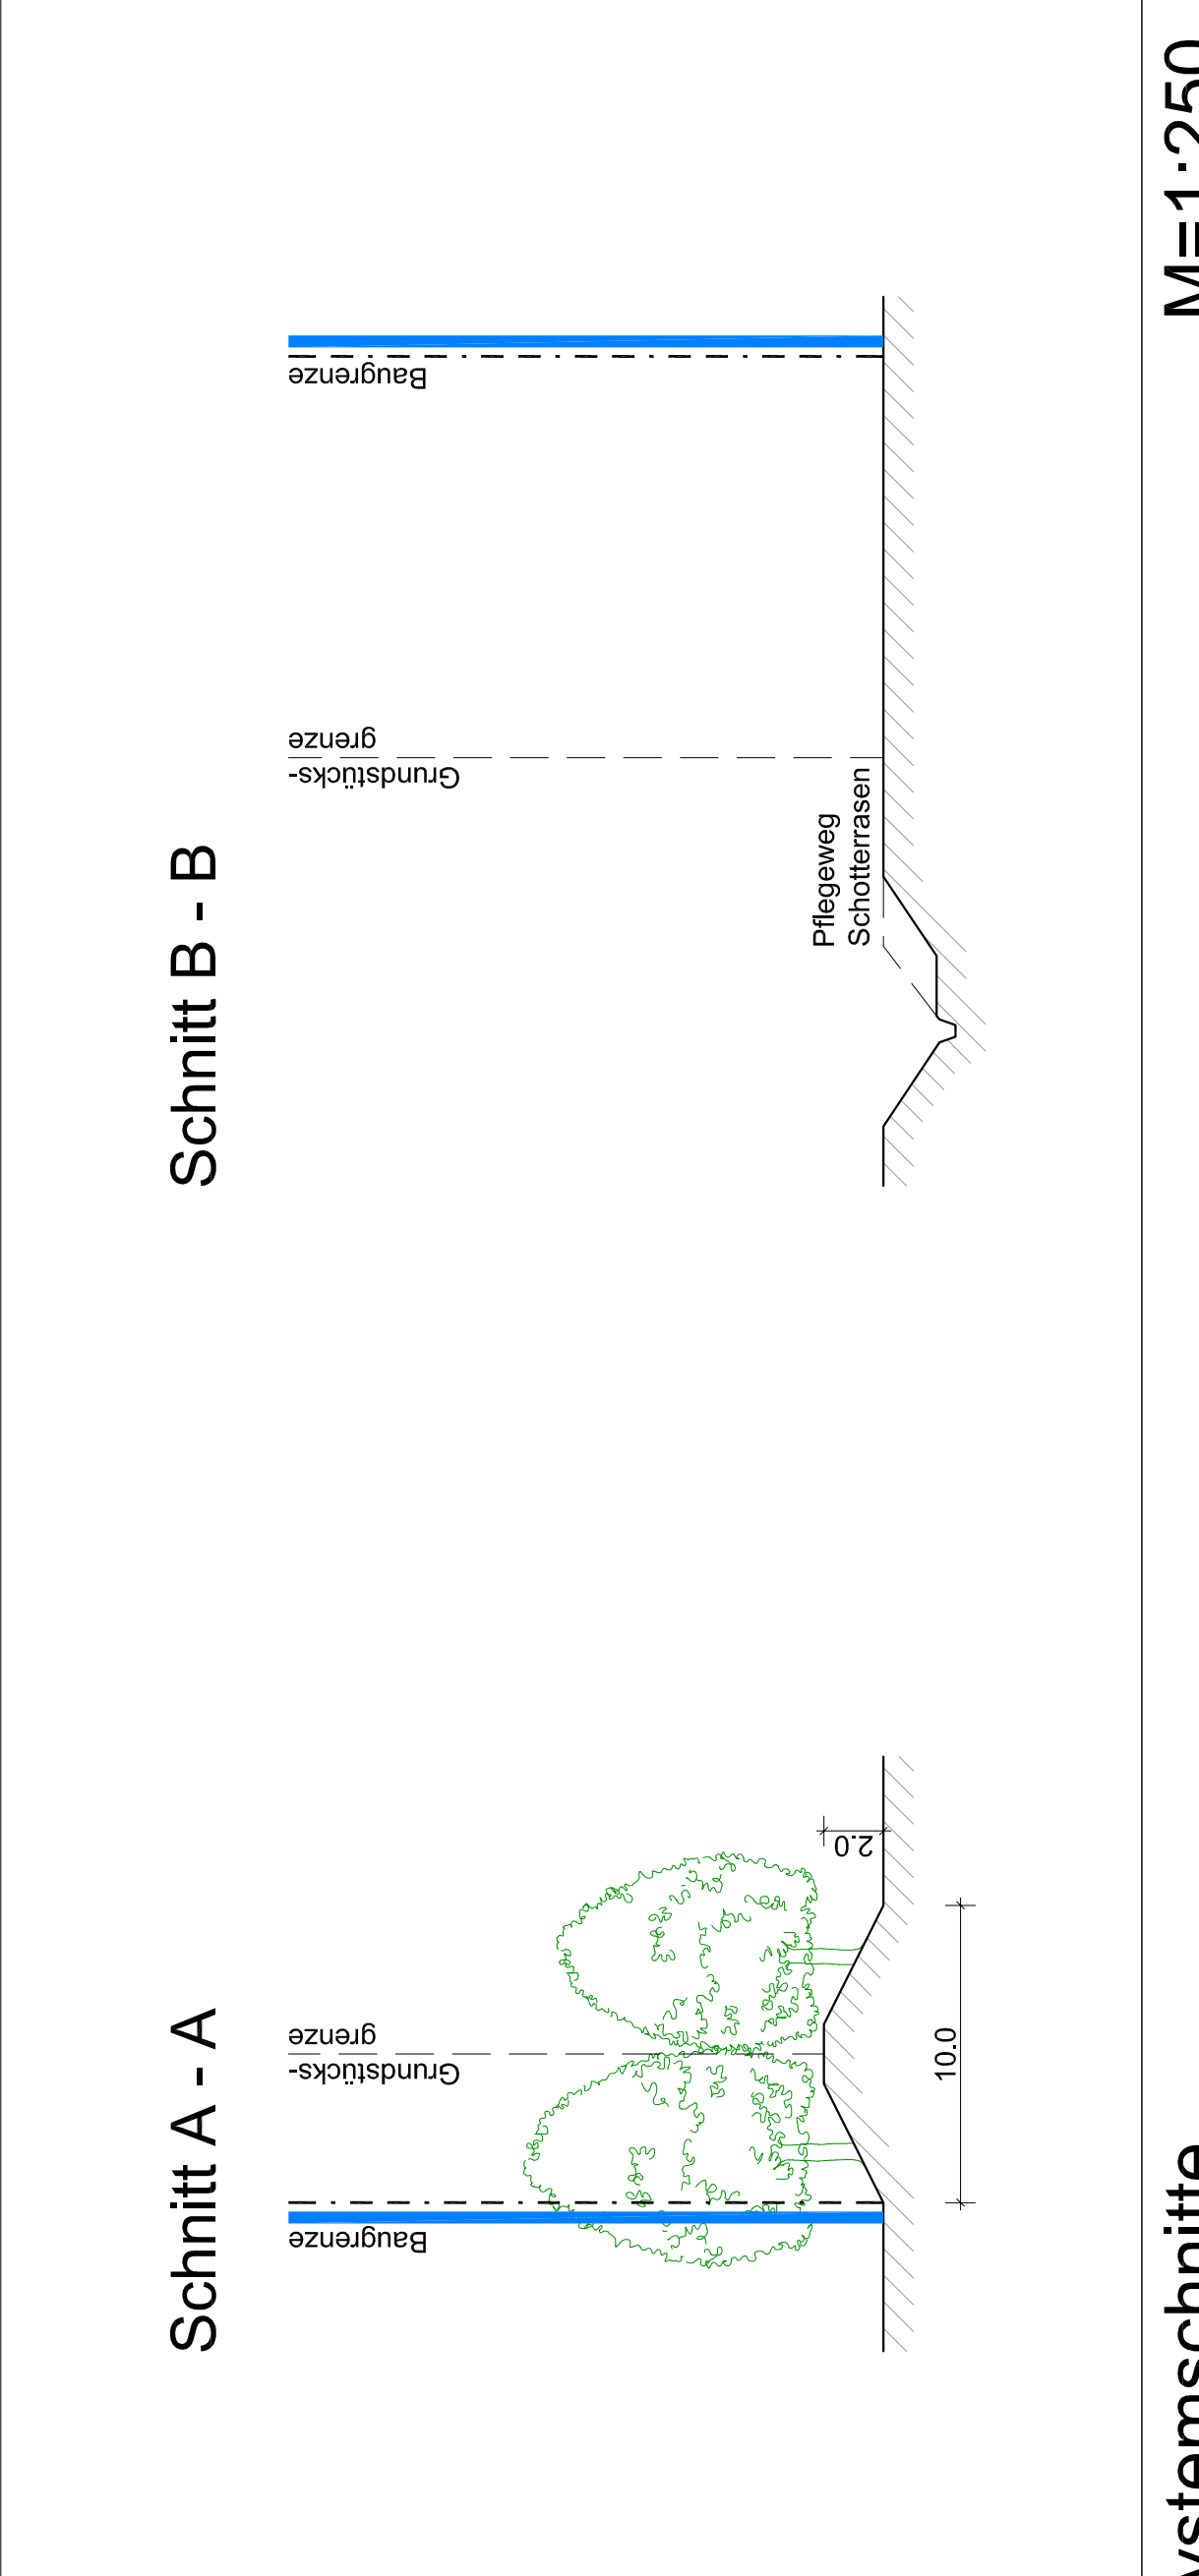 Schnitt A - A
Baugrenze
Grundstücks-
grenze
2.0
10.0
Schnitt B - B
Pflegeweg
Schotterrasen
Grundstücks-
grenze
Baugrenze
M=1:250